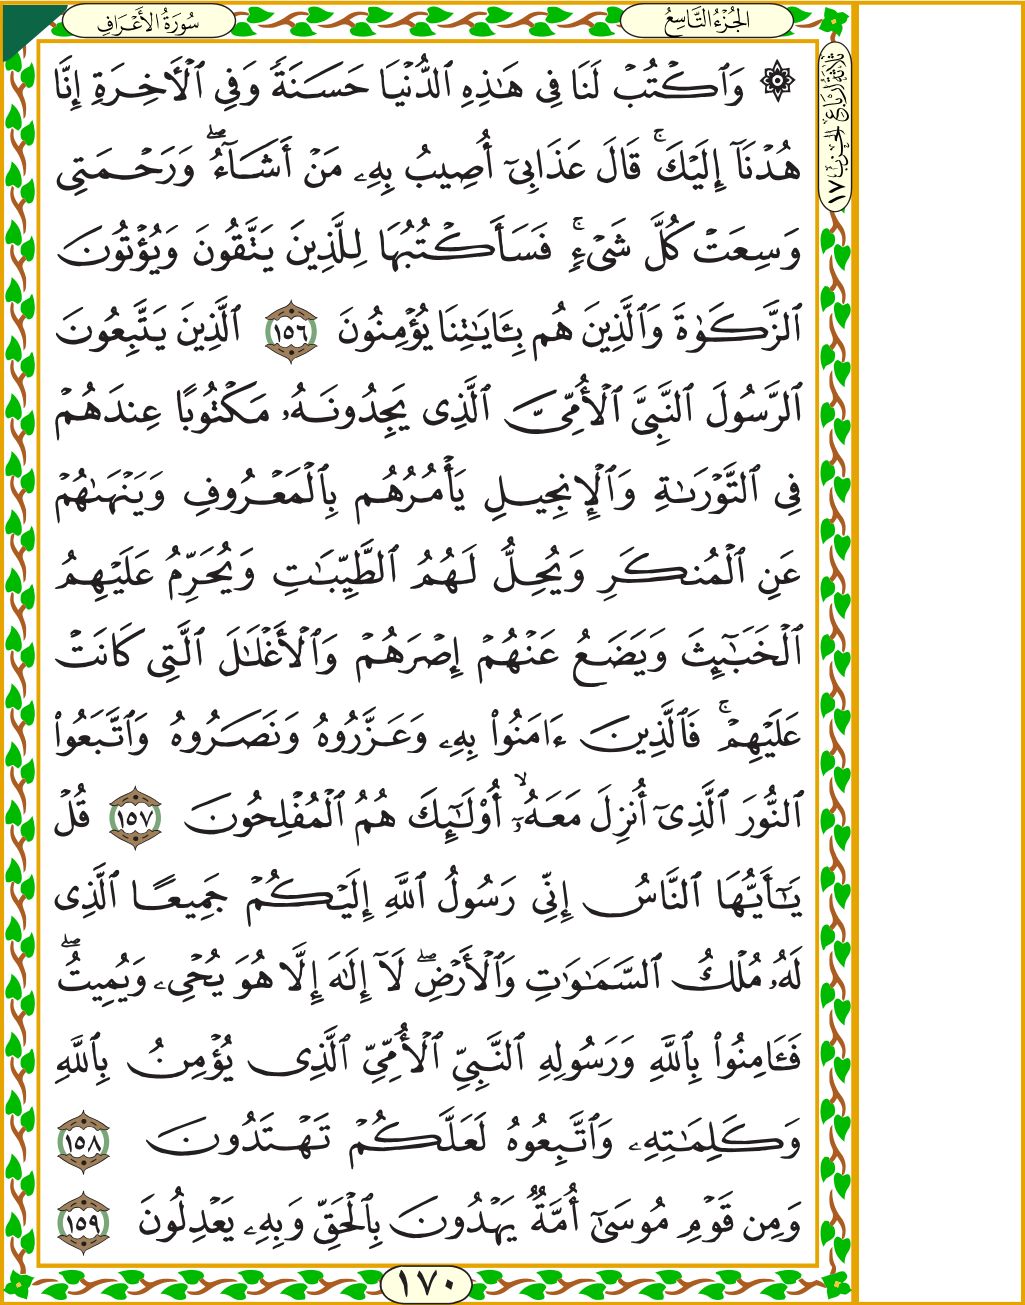 سُورَةُ الأَعْرَافِ
الجُزْءُ التَّاسِعُ
ثَلَاثَةُ أَرْبَاعِ الحِزْبِ ١٧
۞ وَٱكۡتُبۡ لَنَا فِى هَٰذِهِ ٱلدُّنۡيَا حَسَنَةً وَفِى ٱلۡأَخِرَةِ إِنَّا
هُدۡنَآ إِلَيۡكَۚ قَالَ عَذَابِىٓ أُصِيبُ بِهِۦ مَنۡ أَشَآءُۖ وَرَحۡمَتِى
وَسِعَتۡ كُلَّ شَىۡءٍۚ فَسَأَكۡتُبُهَا لِلَّذِينَ يَتَّقُونَ وَيُؤۡتُونَ
ٱلزَّكَوٰةَ وَٱلَّذِينَ هُم بِـَٔايَٰتِنَا يُؤۡمِنُونَ ١٥٦ ٱلَّذِينَ يَتَّبِعُونَ
ٱلرَّسُولَ ٱلنَّبِىَّ ٱلۡأُمِّىَّ ٱلَّذِى يَجِدُونَهُۥ مَكۡتُوبًا عِندَهُمۡ
فِى ٱلتَّوۡرَىٰةِ وَٱلۡإِنجِيلِ يَأۡمُرُهُم بِٱلۡمَعۡرُوفِ وَيَنۡهَىٰهُمۡ
عَنِ ٱلۡمُنكَرِ وَيُحِلُّ لَهُمُ ٱلطَّيِّبَٰتِ وَيُحَرِّمُ عَلَيۡهِمُ
ٱلۡخَبَٰٓئِثَ وَيَضَعُ عَنۡهُمۡ إِصۡرَهُمۡ وَٱلۡأَغۡلَٰلَ ٱلَّتِى كَانَتۡ
عَلَيۡهِمۡۚ فَٱلَّذِينَ ءَامَنُوا۟ بِهِۦ وَعَزَّرُوهُ وَنَصَرُوهُ وَٱتَّبَعُوا۟
ٱلنُّورَ ٱلَّذِىٓ أُنزِلَ مَعَهُۥٓۙ أُو۟لَٰٓئِكَ هُمُ ٱلۡمُفۡلِحُونَ ١٥٧ قُلۡ
يَٰٓأَيُّهَا ٱلنَّاسُ إِنِّى رَسُولُ ٱللَّهِ إِلَيۡكُمۡ جَمِيعًا ٱلَّذِى
لَهُۥ مُلۡكُ ٱلسَّمَٰوَٰتِ وَٱلۡأَرۡضِۖ لَآ إِلَٰهَ إِلَّا هُوَ يُحۡىِۦ وَيُمِيتُۖ
فَـَٔامِنُوا۟ بِٱللَّهِ وَرَسُولِهِ ٱلنَّبِىِّ ٱلۡأُمِّىِّ ٱلَّذِى يُؤۡمِنُ بِٱللَّهِ
وَكَلِمَٰتِهِۦ وَٱتَّبِعُوهُ لَعَلَّكُمۡ تَهۡتَدُونَ ١٥٨
وَمِن قَوۡمِ مُوسَىٰٓ أُمَّةٌ يَهۡدُونَ بِٱلۡحَقِّ وَبِهِۦ يَعۡدِلُونَ ١٥٩
١٧٠